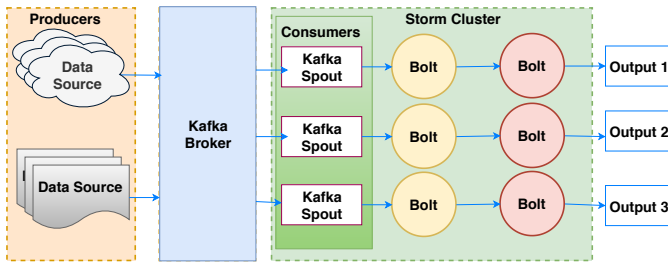 Producers
Data
Source
Data Source
Kafka
Broker
Storm Cluster
Consumers
Kafka
Spout
Bolt
Bolt
Output 1
Kafka
Spout
Bolt
Bolt
Output 2
Kafka
Spout
Bolt
Bolt
Output 3